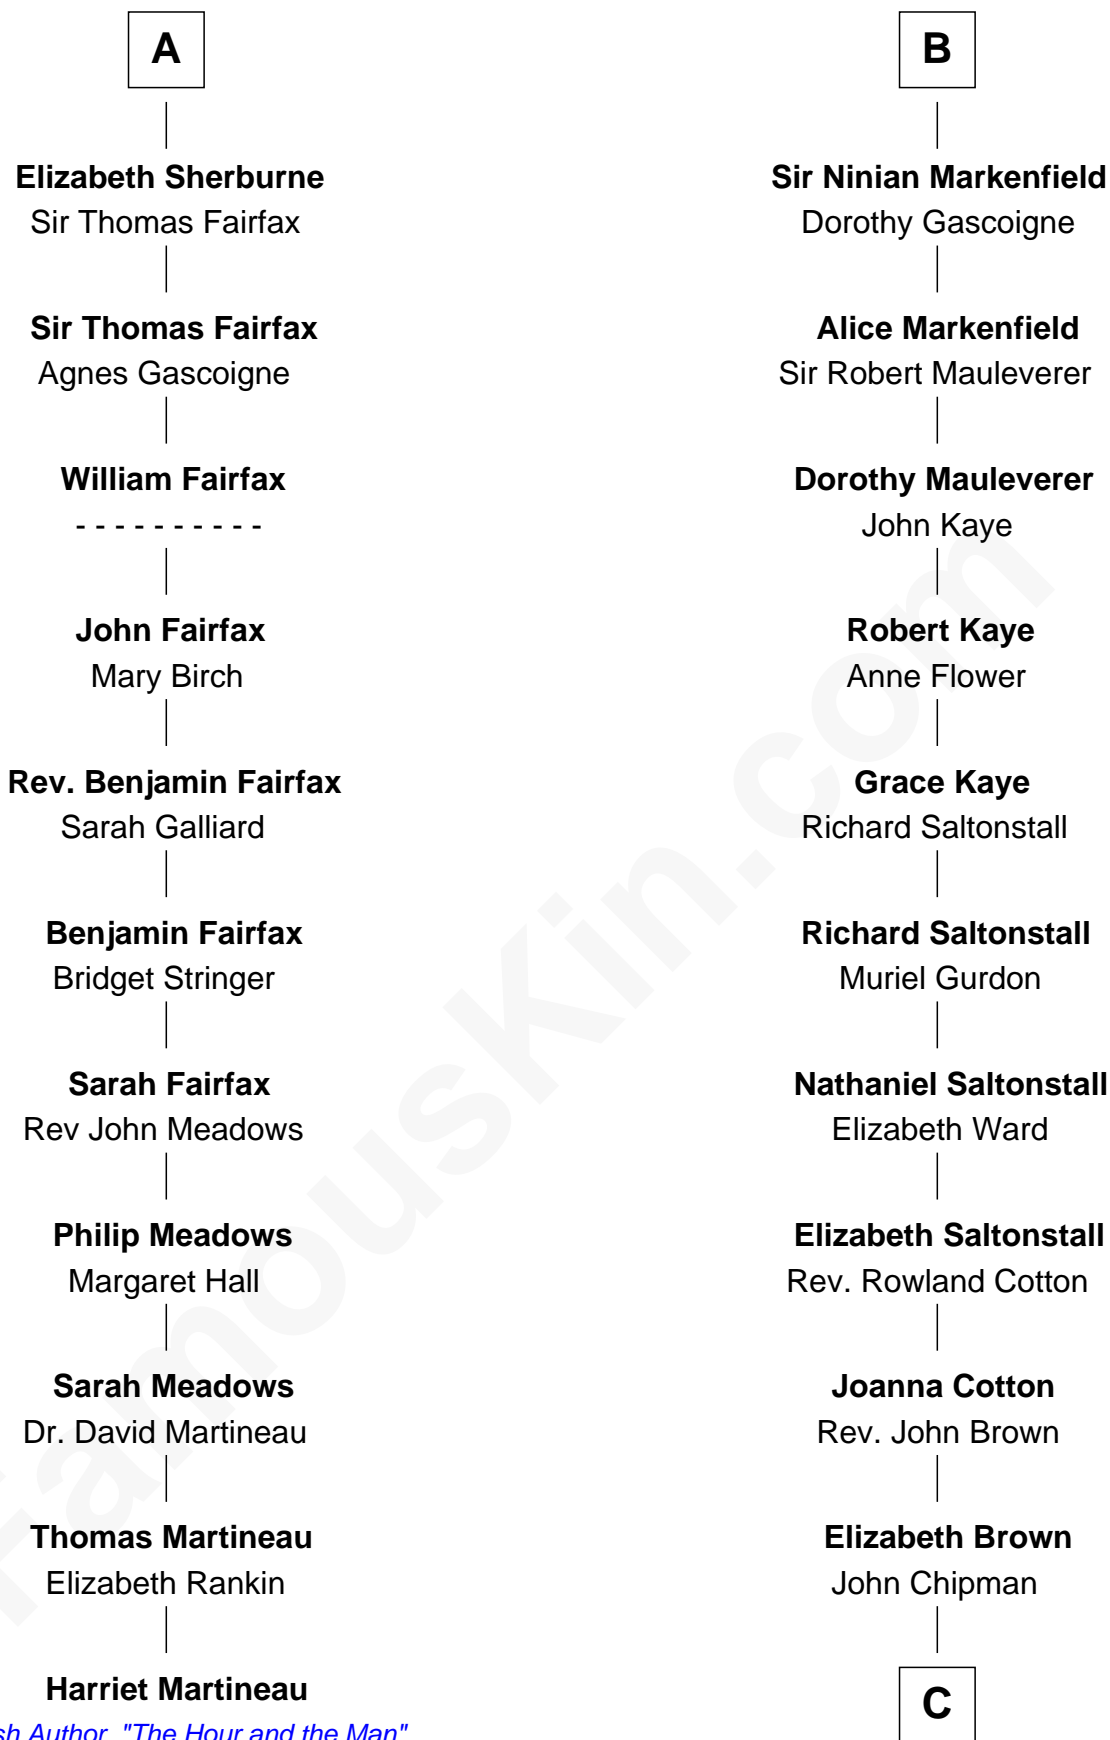 A
Elizabeth Sherburne
Sir Thomas Fairfax
Sir Thomas Fairfax
Agnes Gascoigne
William Fairfax
- - - - - - - - - -
John Fairfax
Mary Birch
Rev. Benjamin Fairfax
Sarah Galliard
Benjamin Fairfax
Bridget Stringer
Sarah Fairfax
Rev John Meadows
Philip Meadows
Margaret Hall
Sarah Meadows
Dr. David Martineau
Thomas Martineau
Elizabeth Rankin
Harriet Martineau
sh Author, "The Hour and the Man"
B
Sir Ninian Markenfield
Dorothy Gascoigne
Alice Markenfield
Sir Robert Mauleverer
Dorothy Mauleverer
John Kaye
Robert Kaye
Anne Flower
Grace Kaye
Richard Saltonstall
Richard Saltonstall
Muriel Gurdon
Nathaniel Saltonstall
Elizabeth Ward
Elizabeth Saltonstall
Rev. Rowland Cotton
Joanna Cotton
Rev. John Brown
Elizabeth Brown
John Chipman
C
FamousKin.com